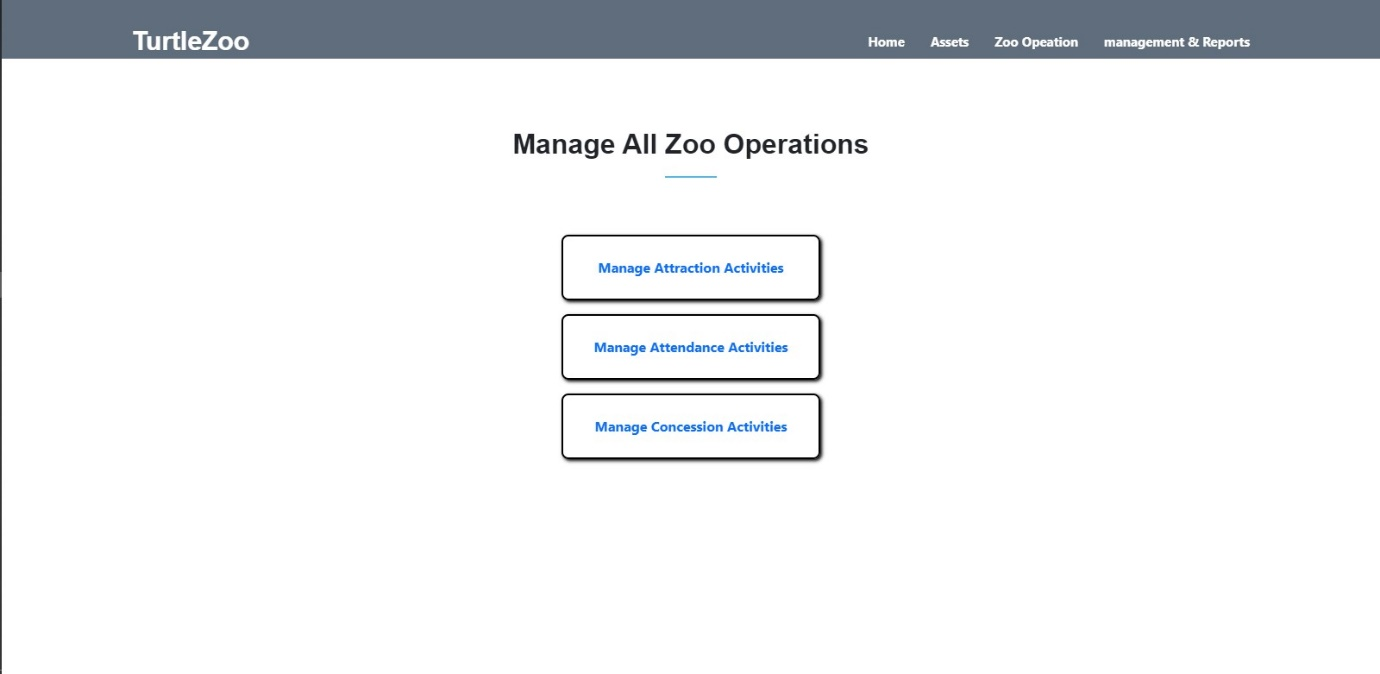 TurtleZoo
Home Assets Zoo Opeation management & Reports
Manage All Zoo Operations
Manage Attraction Activities
Manage Attendance Activities
Manage Concession Activities